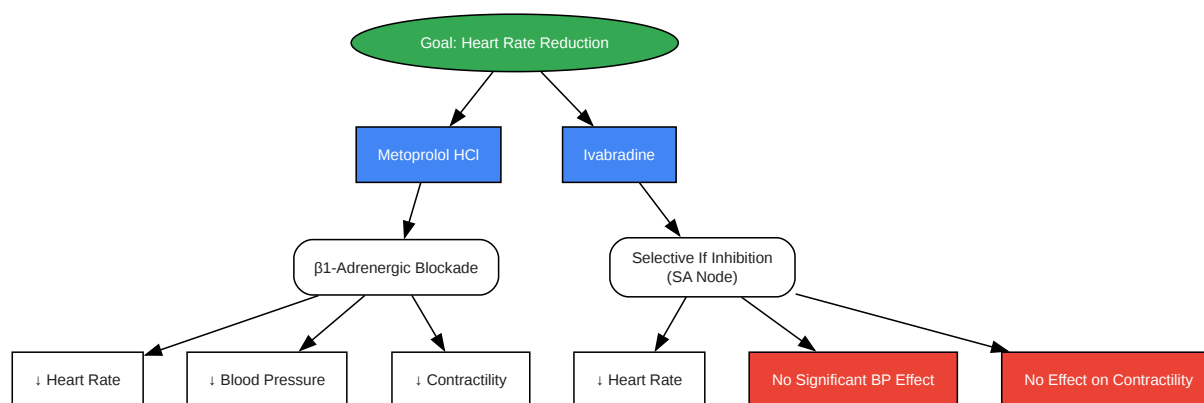 Goal: Heart Rate Reduction
Metoprolol HCl
Ivabradine
β1-Adrenergic Blockade
Selective If Inhibition
(SA Node)
↓ Heart Rate
↓ Blood Pressure
↓ Contractility
↓ Heart Rate
No Significant BP Effect
No Effect on Contractility